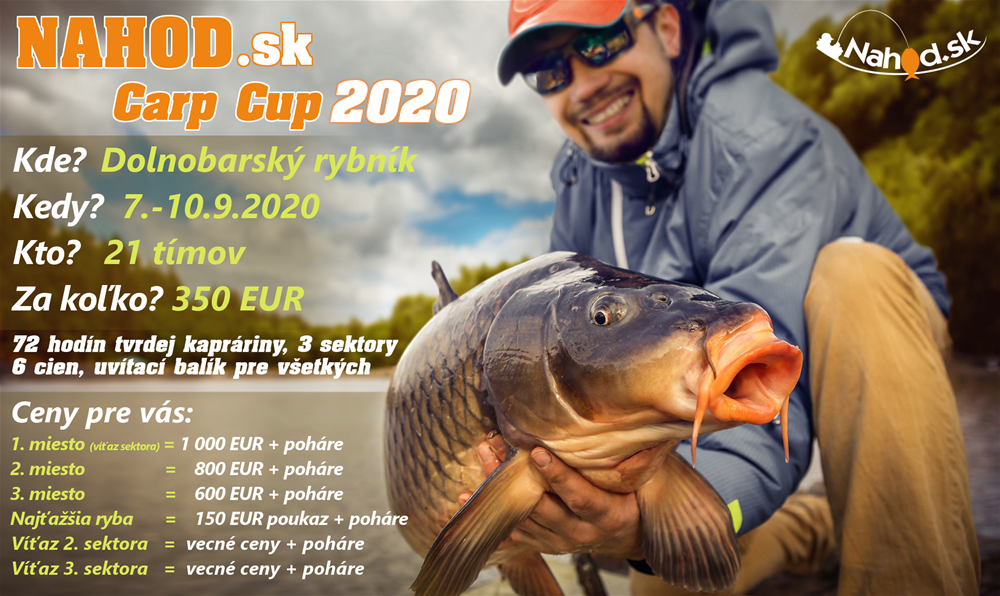 NAHOD.sk
Carp Cup 2020
Nahod.sk
Kde? Dolnobarský rybník
Kedy? 7.-10.9.2020
Kto? 21 tímov
Za koľko? 350 EUR
72 hodín tvrdej kapráriny, 3 sektory
6 cien, uvítací balík pre všetkých
Ceny pre vás:
1. miesto (víťaz sektora) = 1 000 EUR + poháre
2. miesto = 800 EUR + poháre
3. miesto = 600 EUR + poháre
Najťažšia ryba = 150 EUR poukaz + poháre
Víťaz 2. sektora = vecné ceny + poháre
Víťaz 3. sektora = vecné ceny + poháre